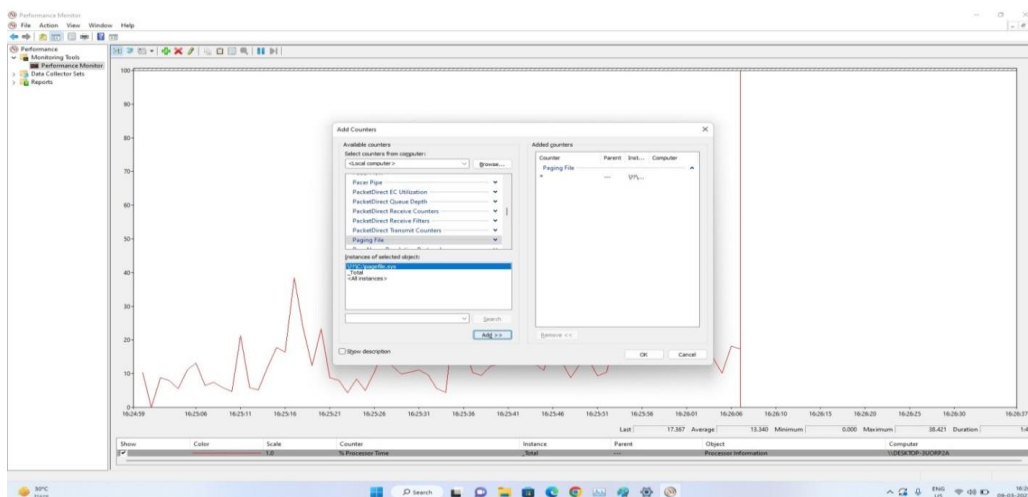 Performance Monitor
File Action View Window Help
Performance
Monitoring Tools
Performance Monitor
Data Collector Sets
Reports
100
90
80
70
60
50
40
30
20
10
0
16:24:59 16:25:06 16:25:11 16:25:16 16:25:21 16:25:26 16:25:31 16:25:36 16:25:41 16:25:46 16:25:51 16:25:56 16:26:01 16:26:06 16:26:10 16:26:15 16:26:20 16:26:25 16:26:30 16:26:37
Add Counters
Available counters
Select counters from computer:
<Local computer>
Browse...
Pacer Pipe
PacketDirect EC Utilization
PacketDirect Queue Depth
PacketDirect Receive Counters
PacketDirect Receive Filters
PacketDirect Transmit Counters
Paging File
Instances of selected object:
\??\C:\pagefile.sys
_Total
<All instances>
Search
Add >>
Show description
Added counters
Counter Parent Inst... Computer
Paging File
* --- \??\...
Remove <<
OK Cancel
Last 17.367 Average 13.340 Minimum 0.000 Maximum 38.421 Duration
Show Color Scale Counter Instance Parent Object Computer
1.0 % Processor Time _Total --- Processor Information \\DESKTOP-3UORP2A
30°C
Search
ENG
US